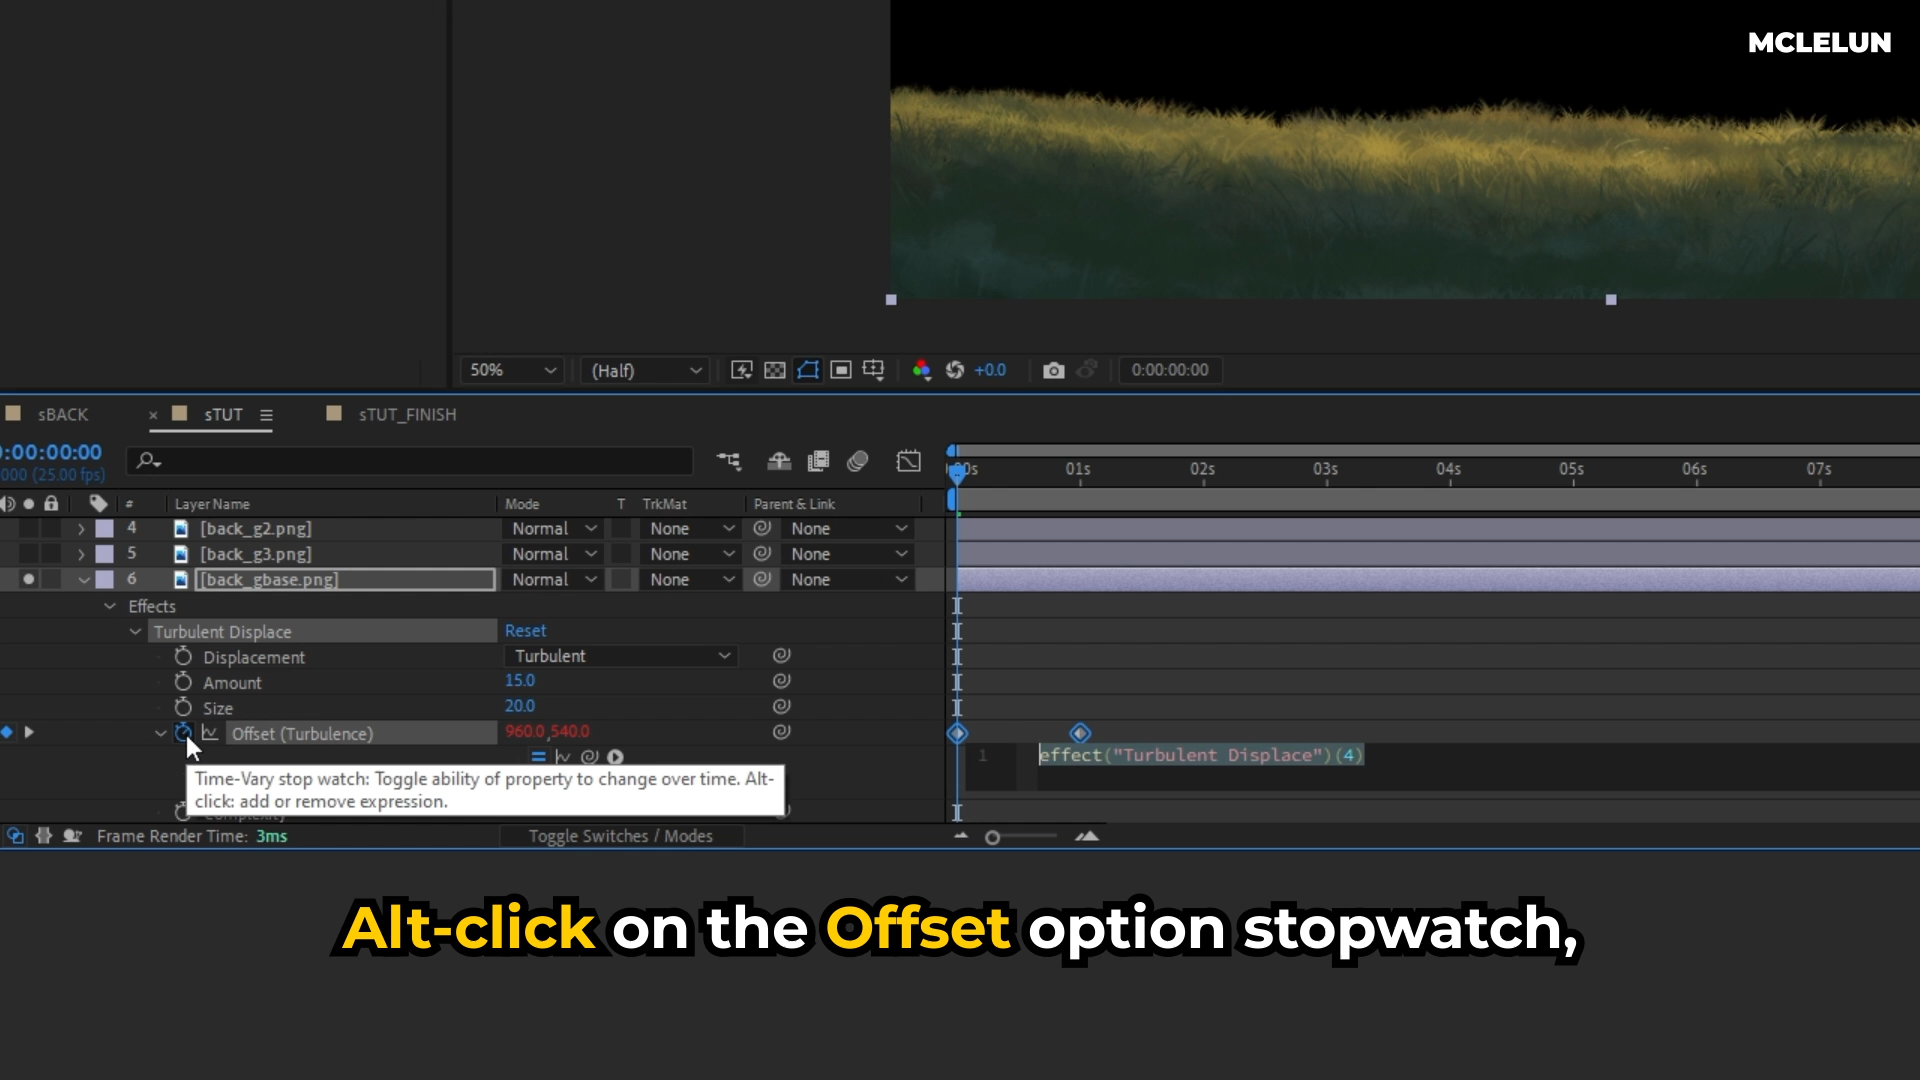 MCLELUN
50% (Half) +0.0 0:00:00:00
sBACK × sTUT sTUT_FINISH
0:00:00:00
000 (25.00 fps)
00s 01s 02s 03s 04s 05s 06s 07s
# Layer Name Mode T TrkMat Parent & Link
4 [back_g2.png] Normal None None
5 [back_g3.png] Normal None None
6 [back_gbase.png] Normal None None
Effects
Turbulent Displace Reset
Displacement Turbulent
Amount 15.0
Size 20.0
Offset (Turbulence) 960.0,540.0
1 effect("Turbulent Displace")(4)
Time-Vary stop watch: Toggle ability of property to change over time. Alt-
click: add or remove expression.
Frame Render Time: 3ms Toggle Switches / Modes
Alt-click on the Offset option stopwatch,